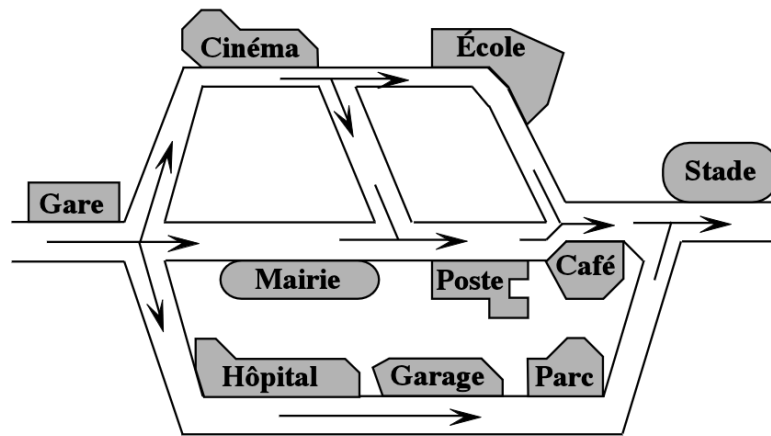 Cinéma
École
Stade
Gare
Mairie
Poste
Café
Hôpital
Garage
Parc